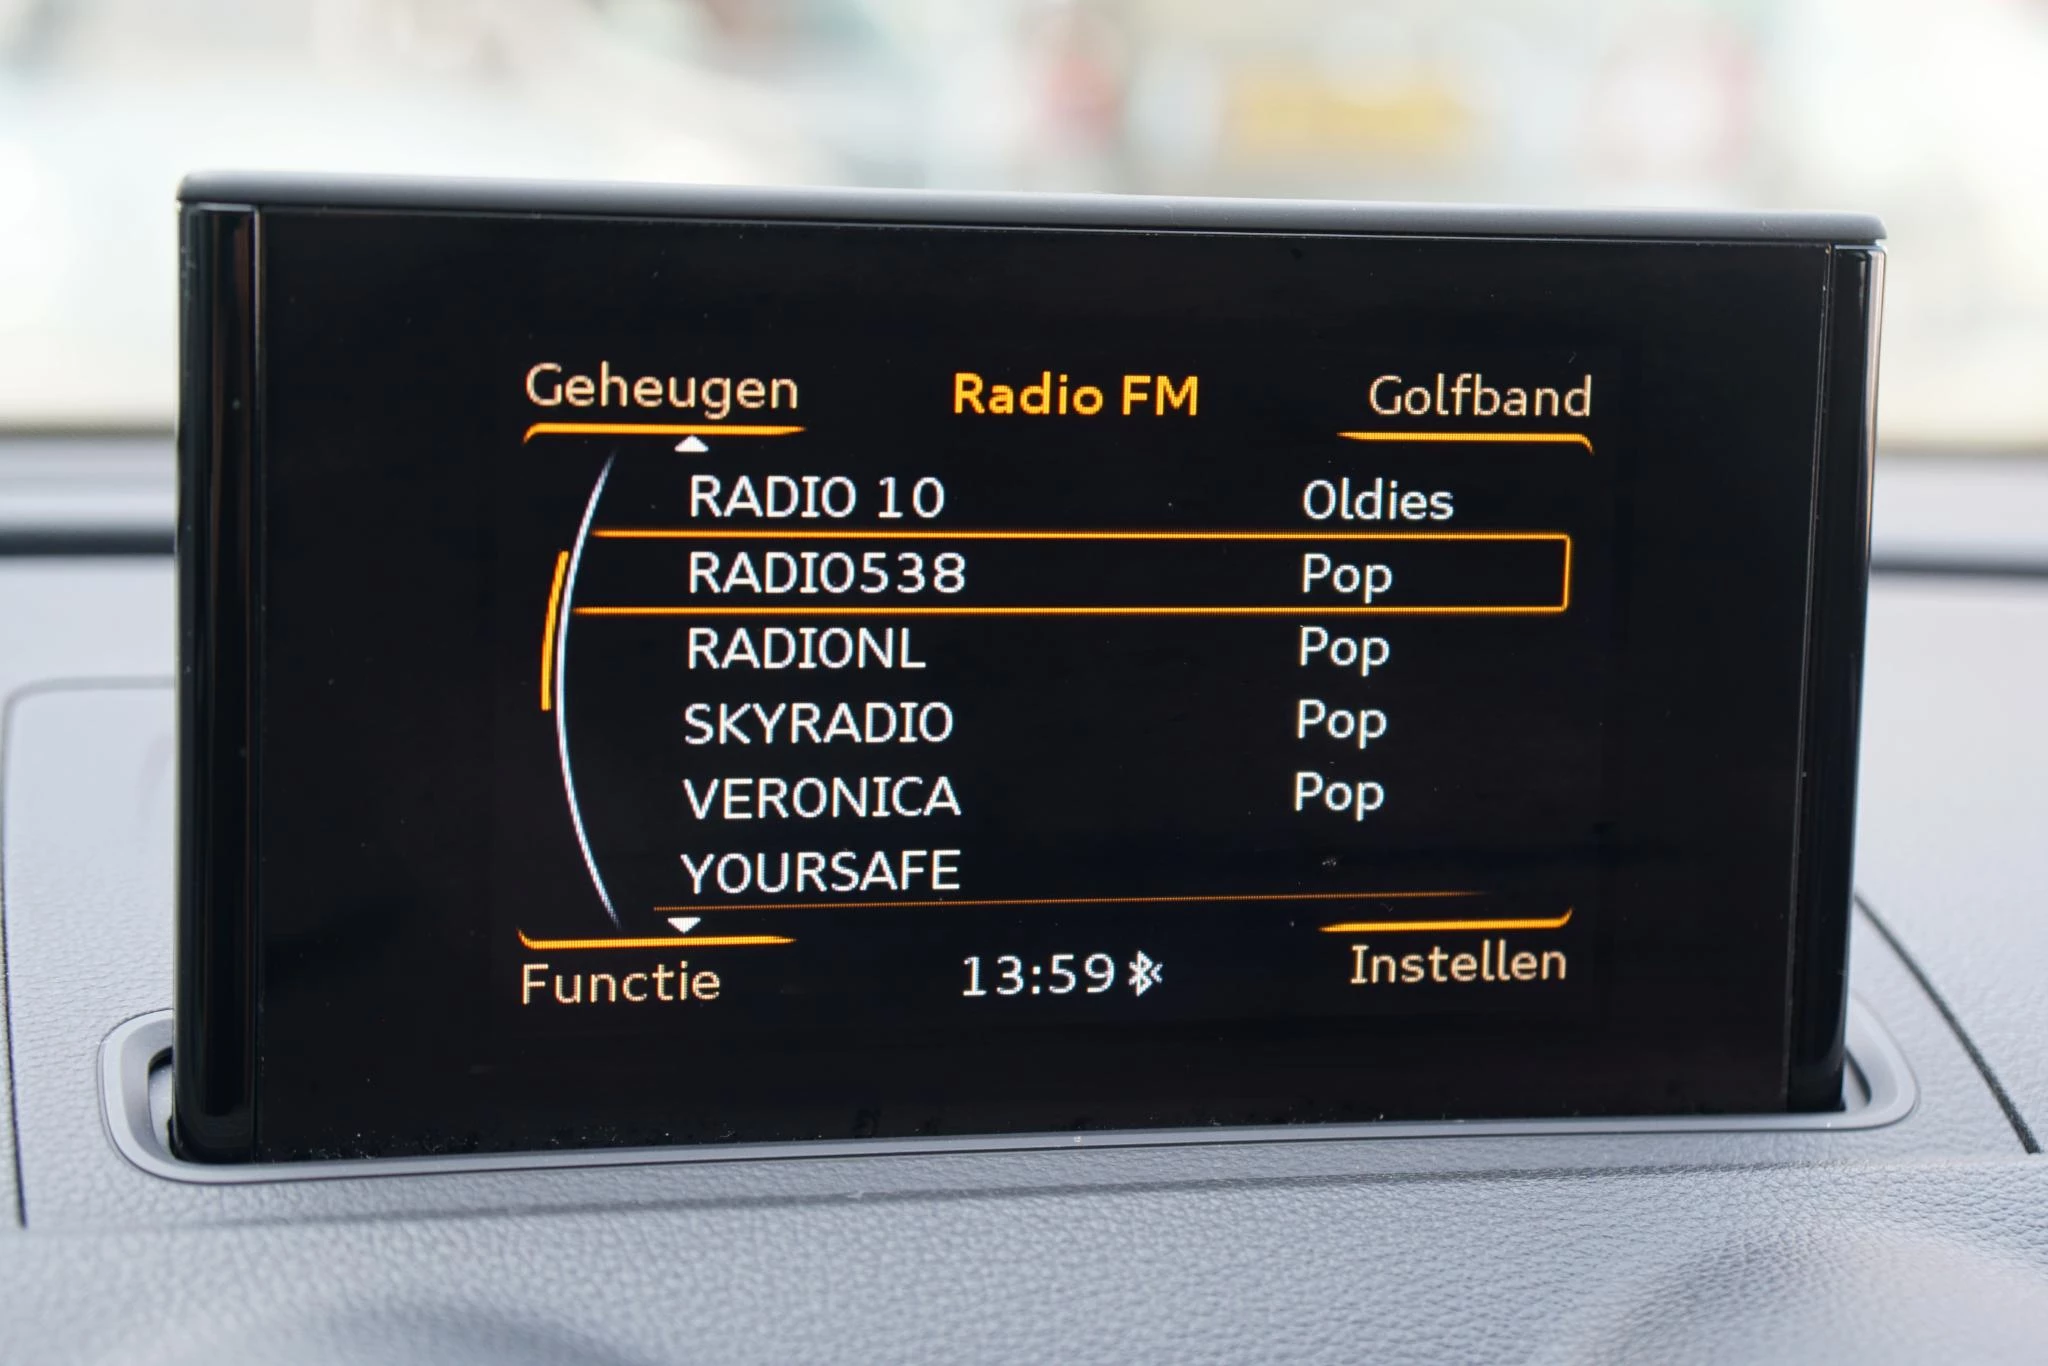 Geheugen Radio FM Golfband
RADIO 10 Oldies
RADIO538 Pop
RADIONL Pop
SKYRADIO Pop
VERONICA Pop
YOURSAFE
Functie 13:59 Instellen